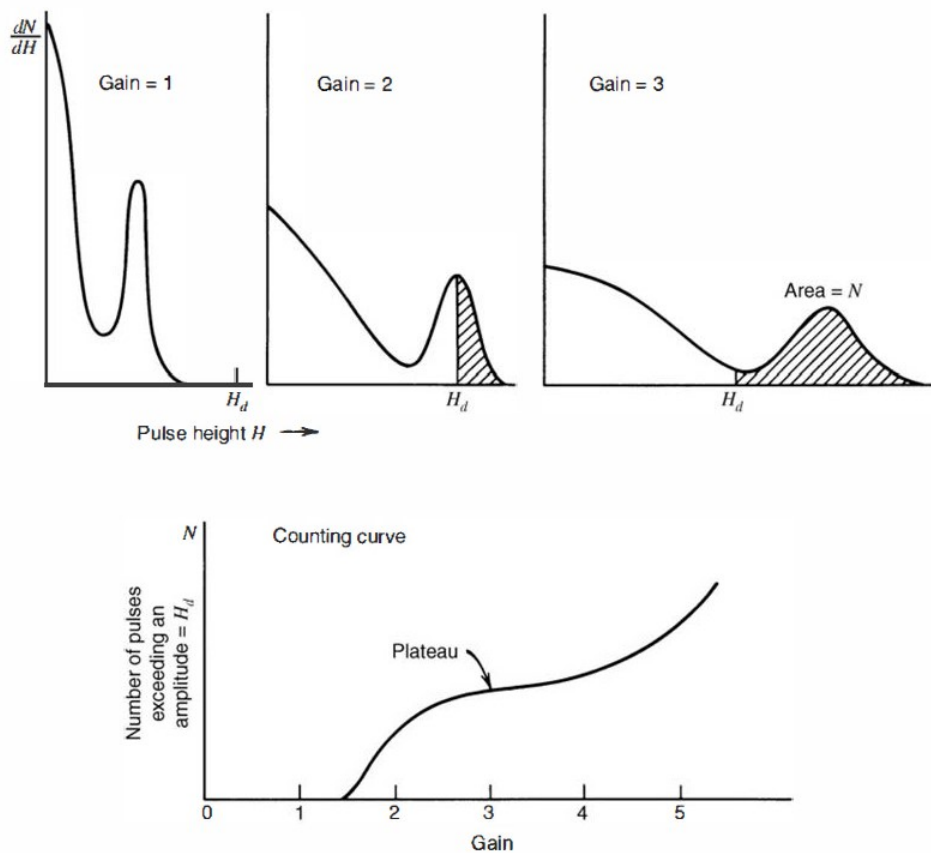 dN
dH
Gain = 1
Gain = 2
Gain = 3
Area = N
H_d
H_d
H_d
Pulse height H
N
Counting curve
Number of pulses
exceeding an
amplitude = H_d
Plateau
0
1
2
3
4
5
Gain